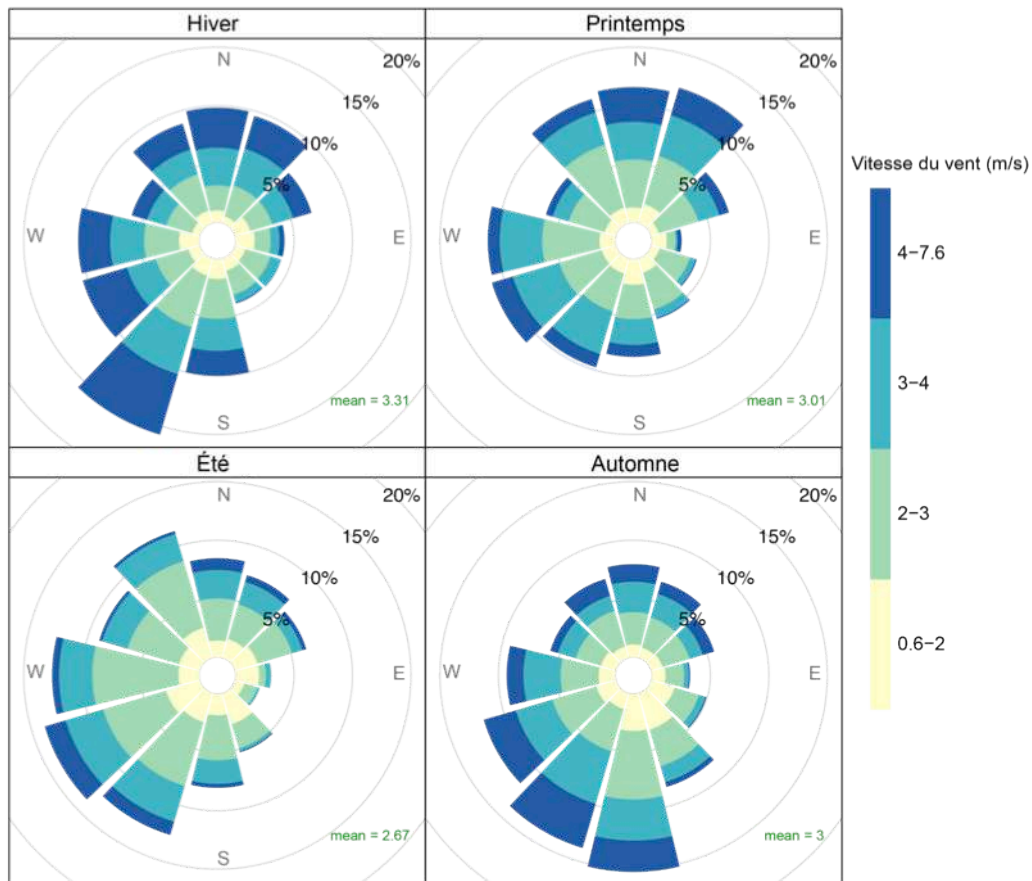 Hiver
20%
N
15%
10%
5%
W
E
mean = 3.31
S
Printemps
20%
N
15%
10%
5%
W
E
mean = 3.01
S
Été
20%
N
15%
10%
5%
W
E
mean = 2.67
S
Automne
20%
N
15%
10%
5%
W
E
mean = 3
Vitesse du vent (m/s)
4−7.6
3−4
2−3
0.6−2